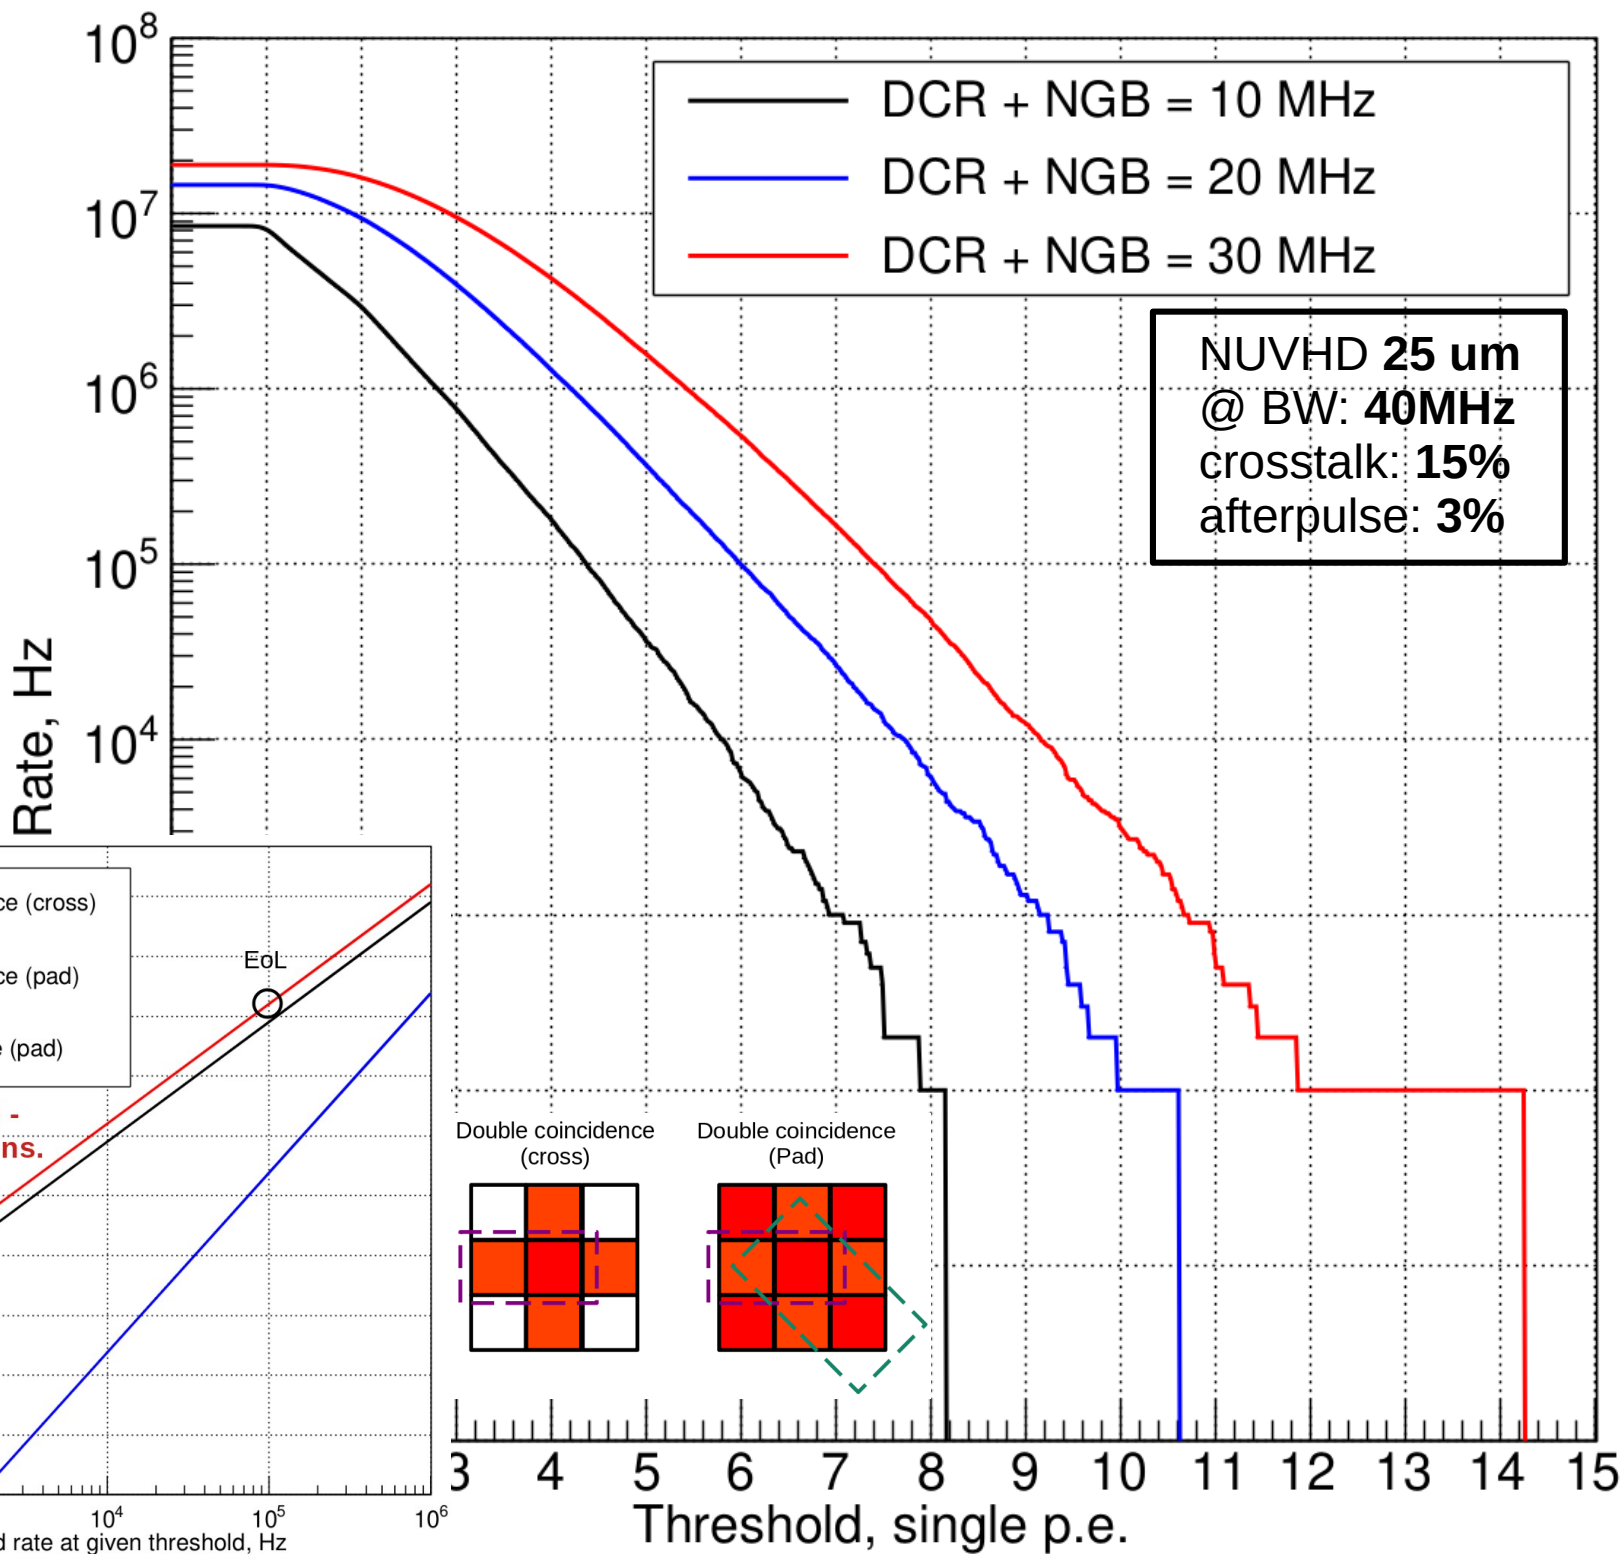 10^8
10^7
10^6
10^5
10^4
Rate, Hz
DCR + NGB = 10 MHz
DCR + NGB = 20 MHz
DCR + NGB = 30 MHz
NUVHD 25 um
@ BW: 40MHz
crosstalk: 15%
afterpulse: 3%
ce (cross)
ce (pad)
e (pad)
EoL
-
ns.
10^4 10^5 10^6
d rate at given threshold, Hz
Double coincidence
(cross)
Double coincidence
(Pad)
3 4 5 6 7 8 9 10 11 12 13 14 15
Threshold, single p.e.